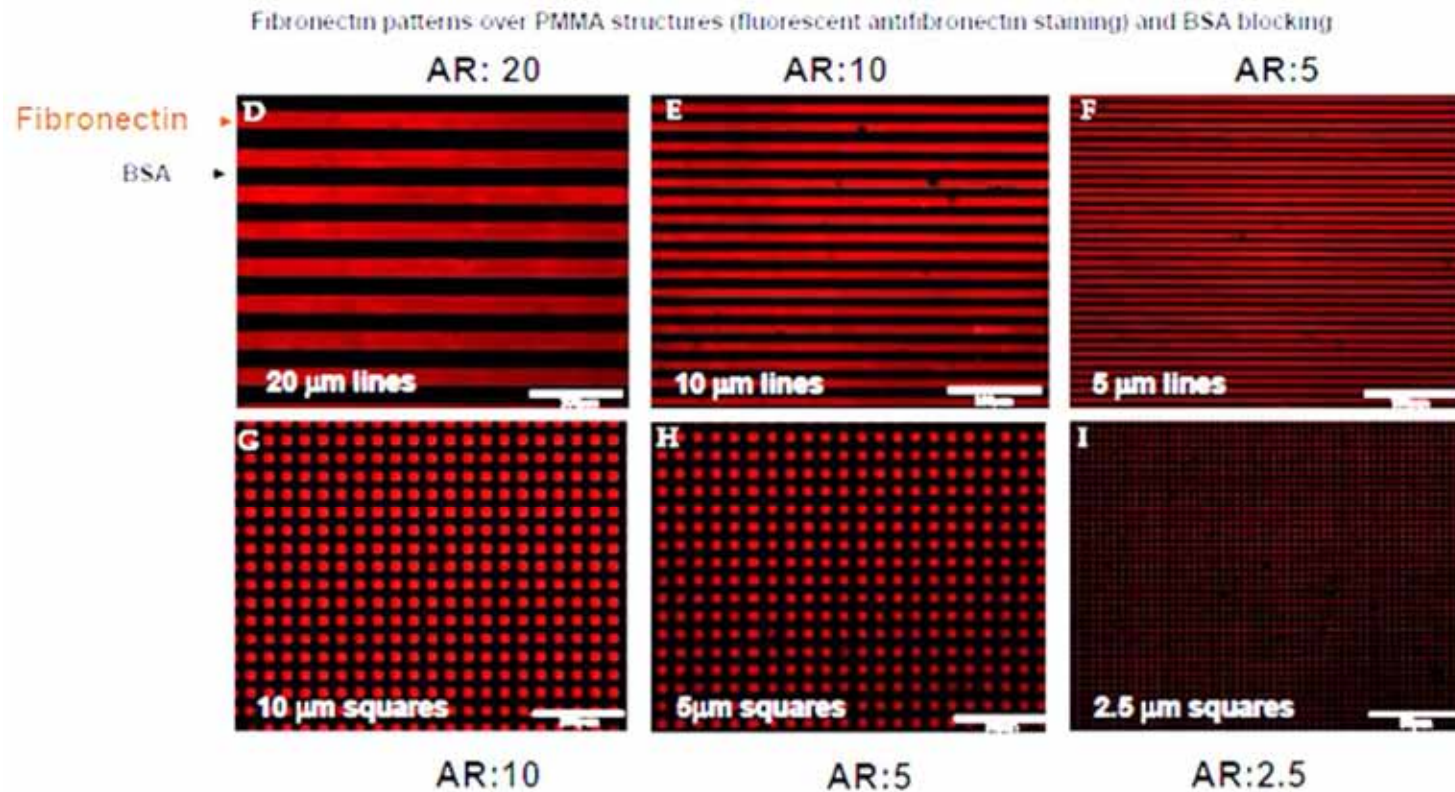 Fibronectin patterns over PMMA structures (fluorescent antifibronectin staining) and BSA blocking
AR: 20
AR:10
AR:5
Fibronectin
BSA
D
E
F
20 μm lines
10 μm lines
5 μm lines
G
H
I
10 μm squares
5μm squares
2.5 μm squares
AR:10
AR:5
AR:2.5